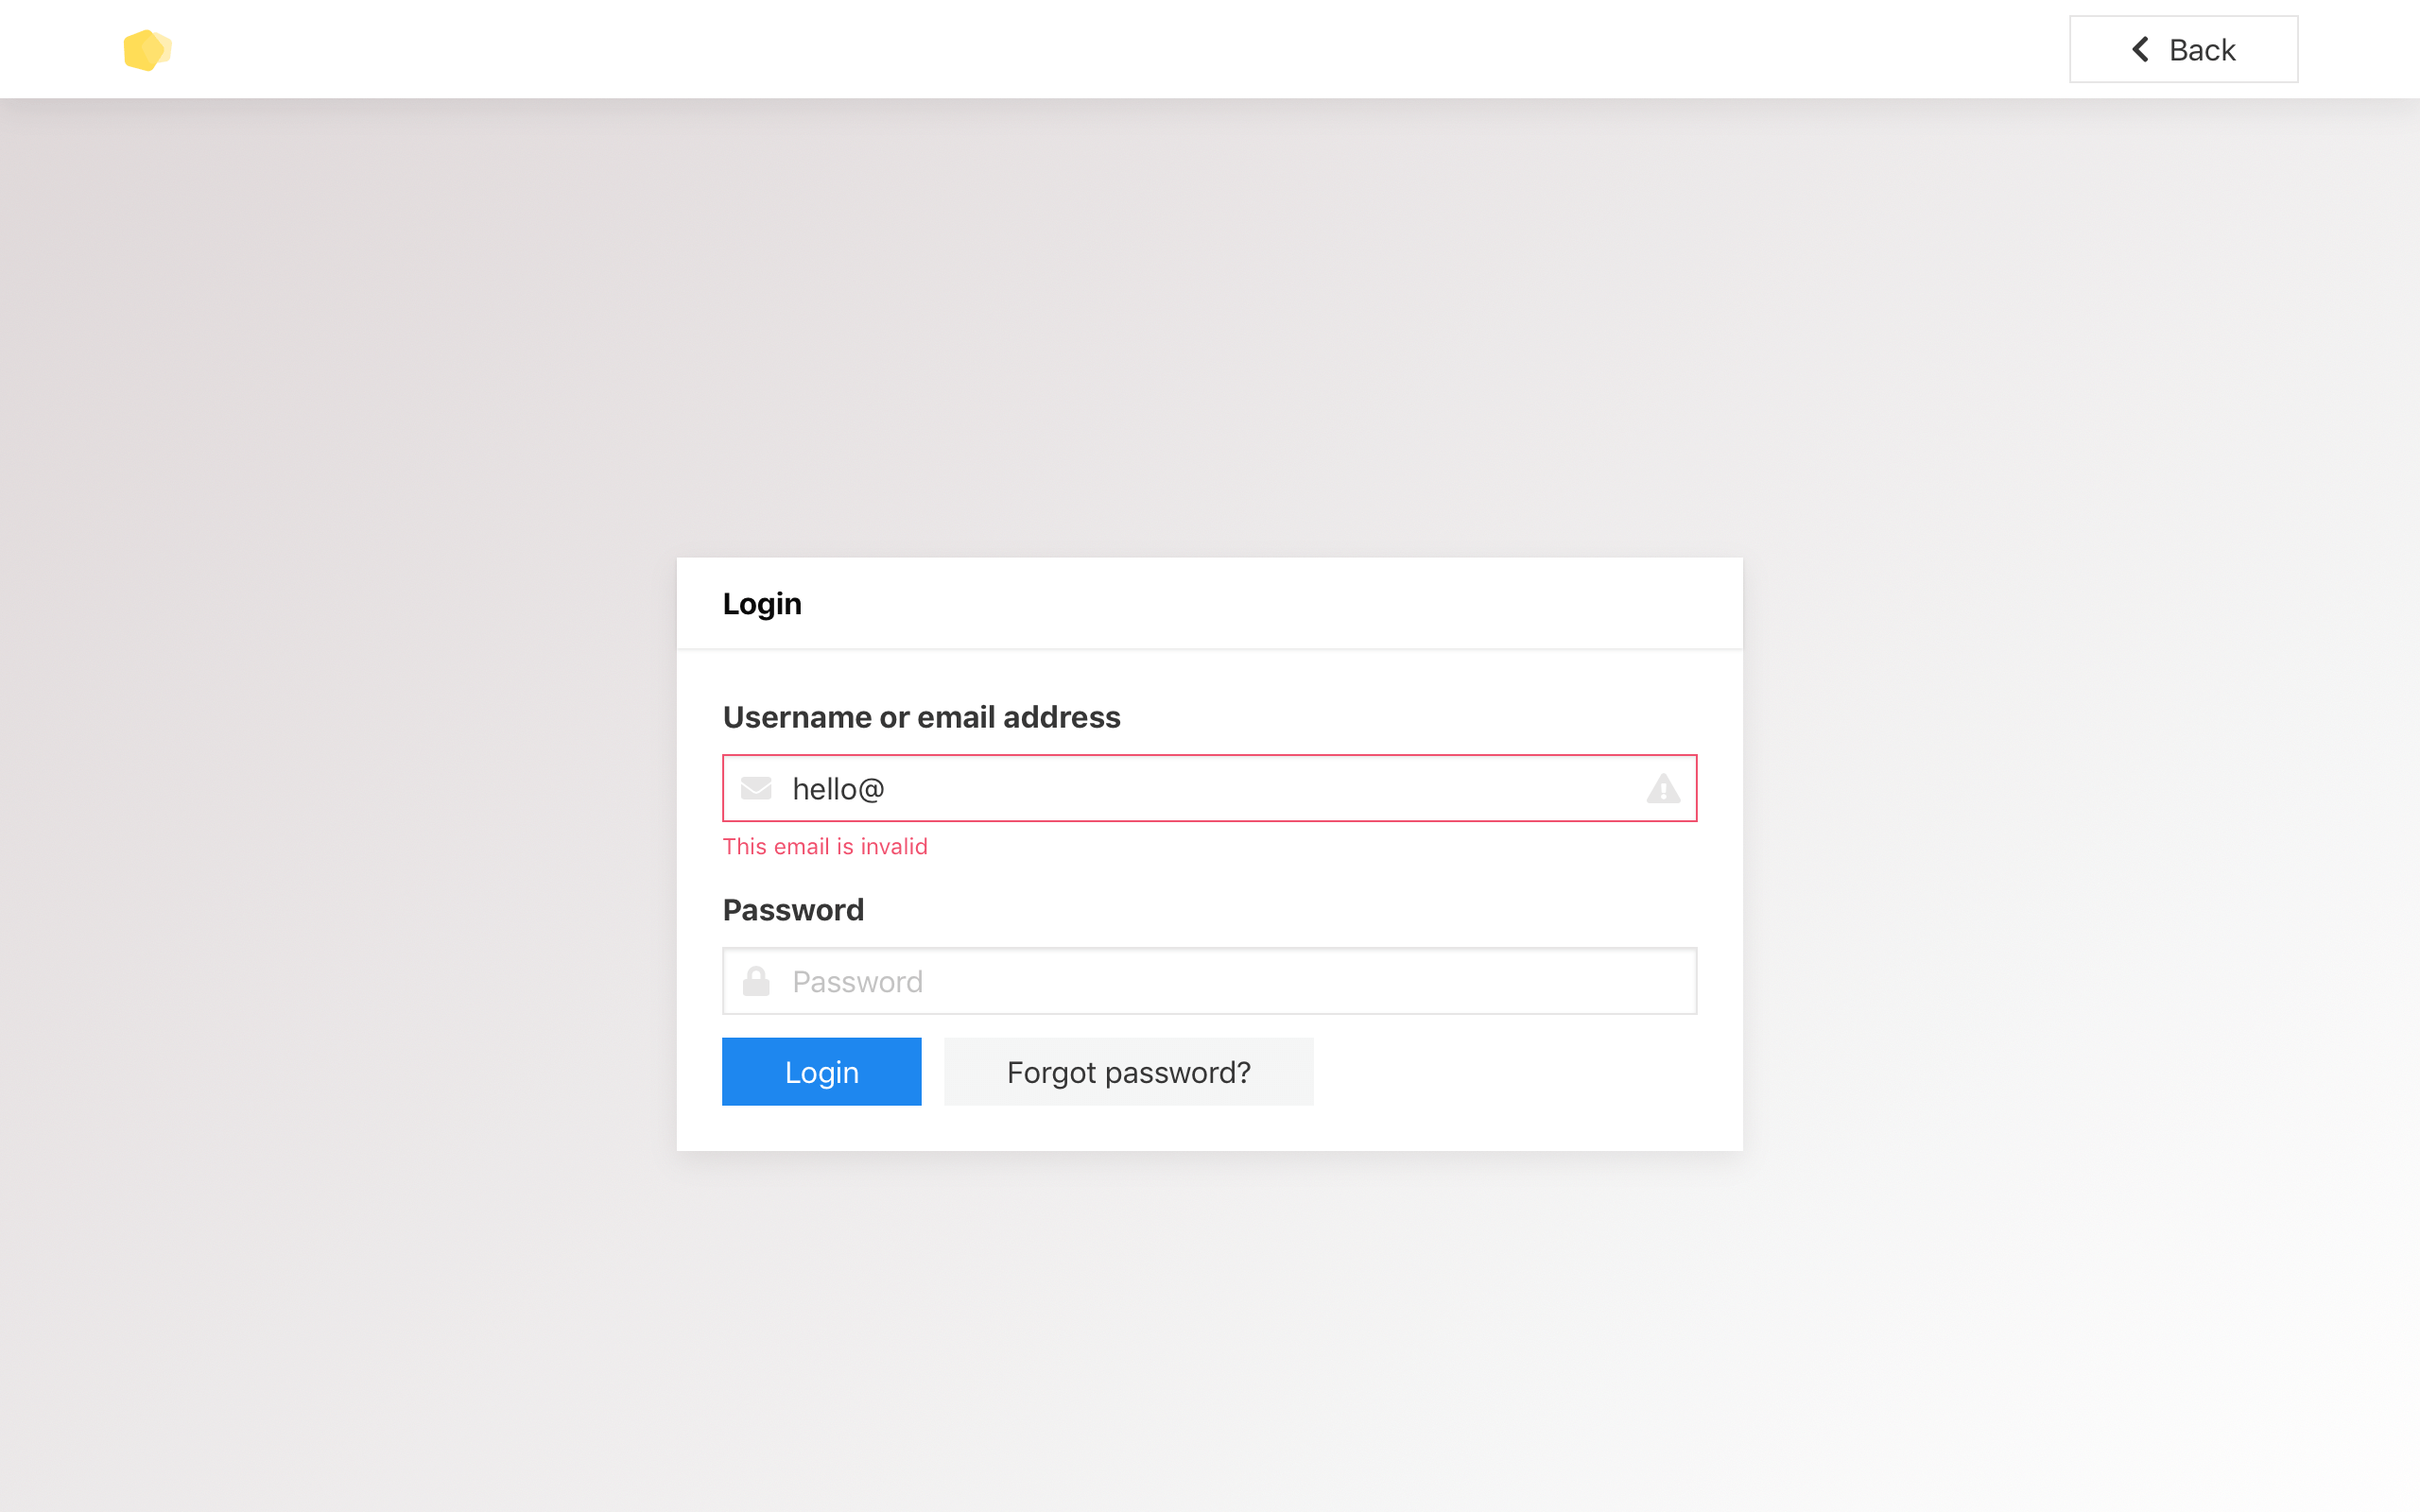 Back
Login
Username or email address
hello@
This email is invalid
Password
Password
Login
Forgot password?